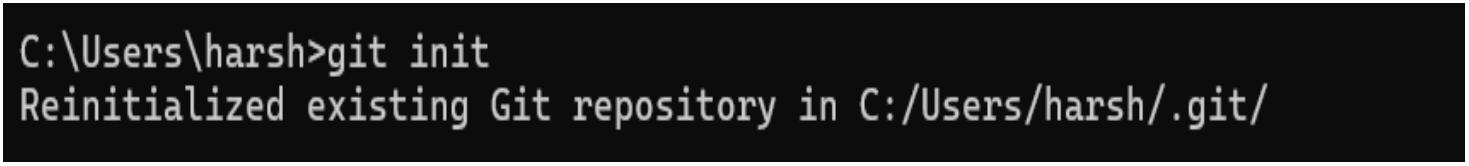 C:\Users\harsh>git init
Reinitialized existing Git repository in C:/Users/harsh/.git/